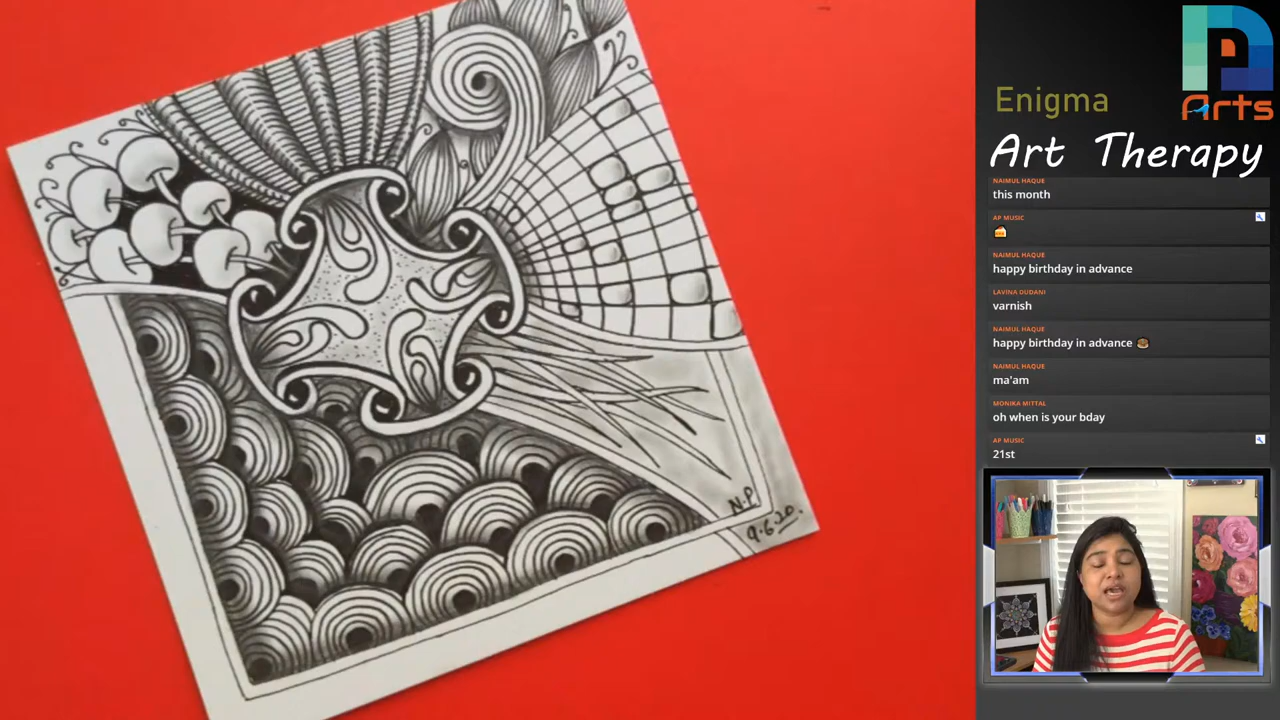 N.P
9.6.20.
Arts
Enigma
Art Therapy
NAIMUL HAQUE
this month
AP MUSIC
NAIMUL HAQUE
happy birthday in advance
LAVINA DUDANI
varnish
NAIMUL HAQUE
happy birthday in advance
NAIMUL HAQUE
ma'am
MONIKA MITTAL
oh when is your bday
AP MUSIC
21st